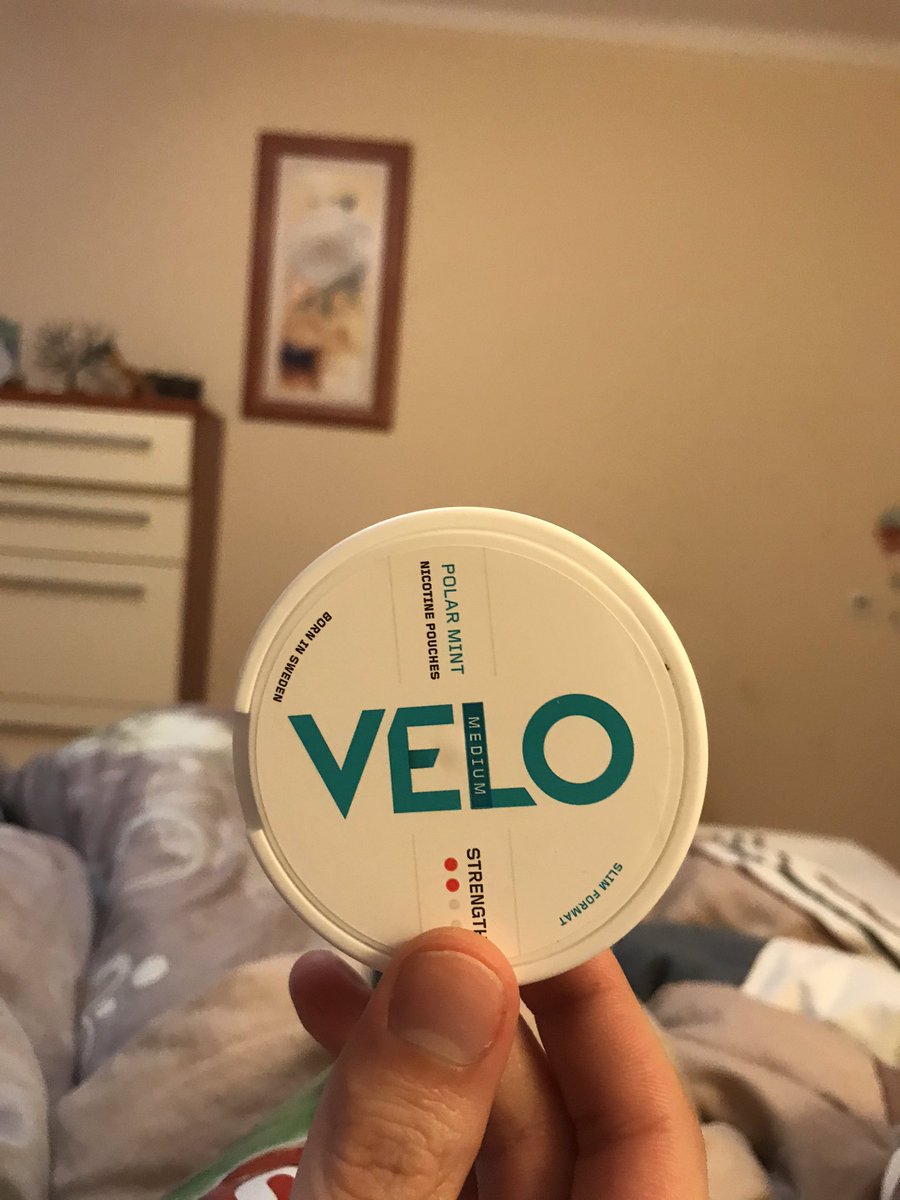 POLAR MINT
NICOTINE POUCHES
BORN IN SWEDEN
VELO
MEDIUM
STRENGTH
SLIM FORMAT